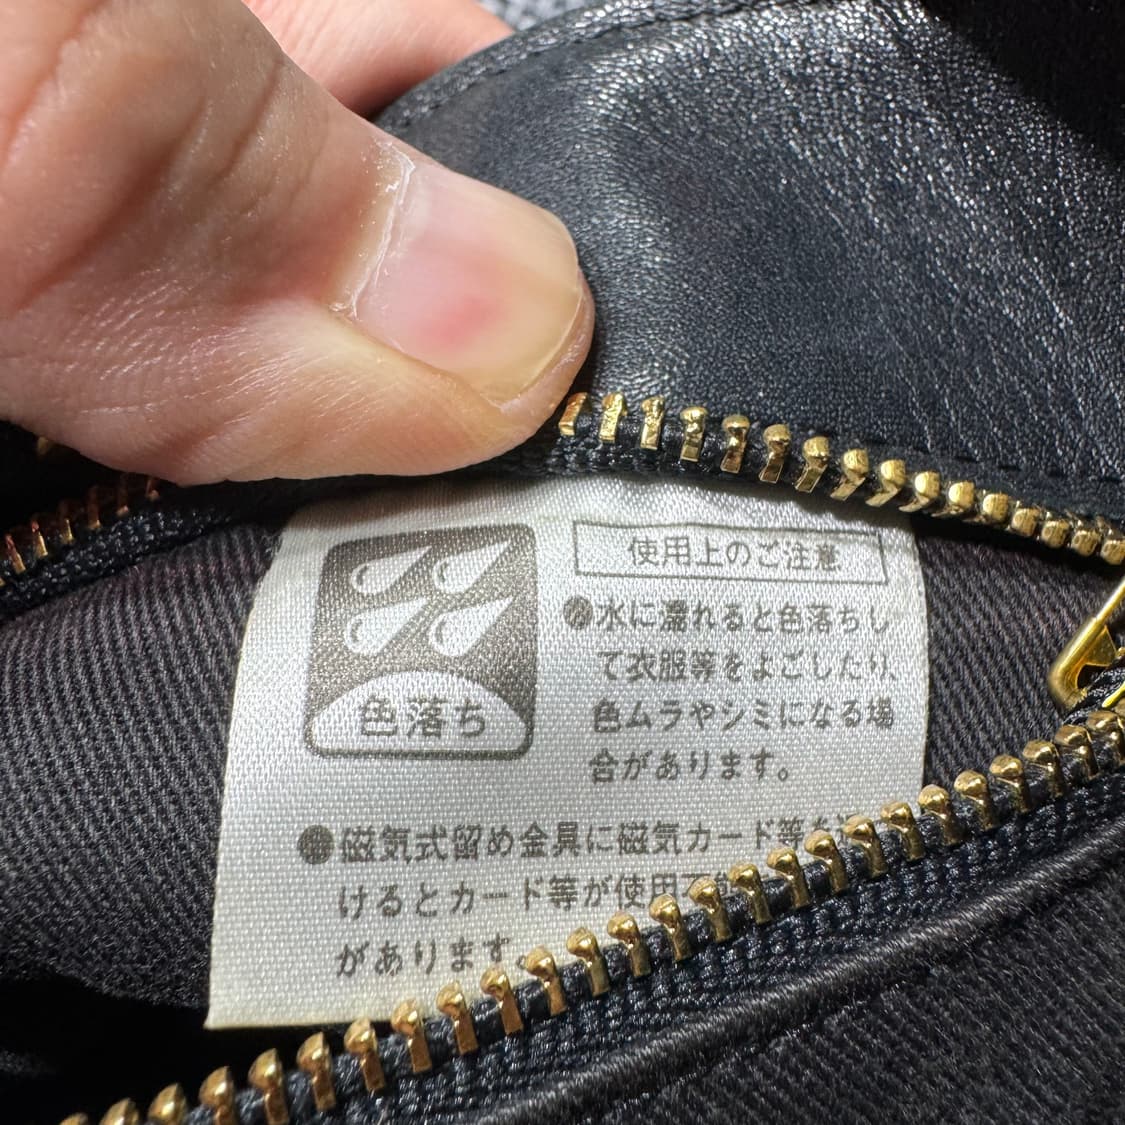 色落ち
使用上のご注意
●水に濡れると色落ちし
て衣服等をよごしたり、
色ムラやシミになる場
合があります。
●磁気式留め金具に磁気カード等を近
けるとカード等が使用不能
があります